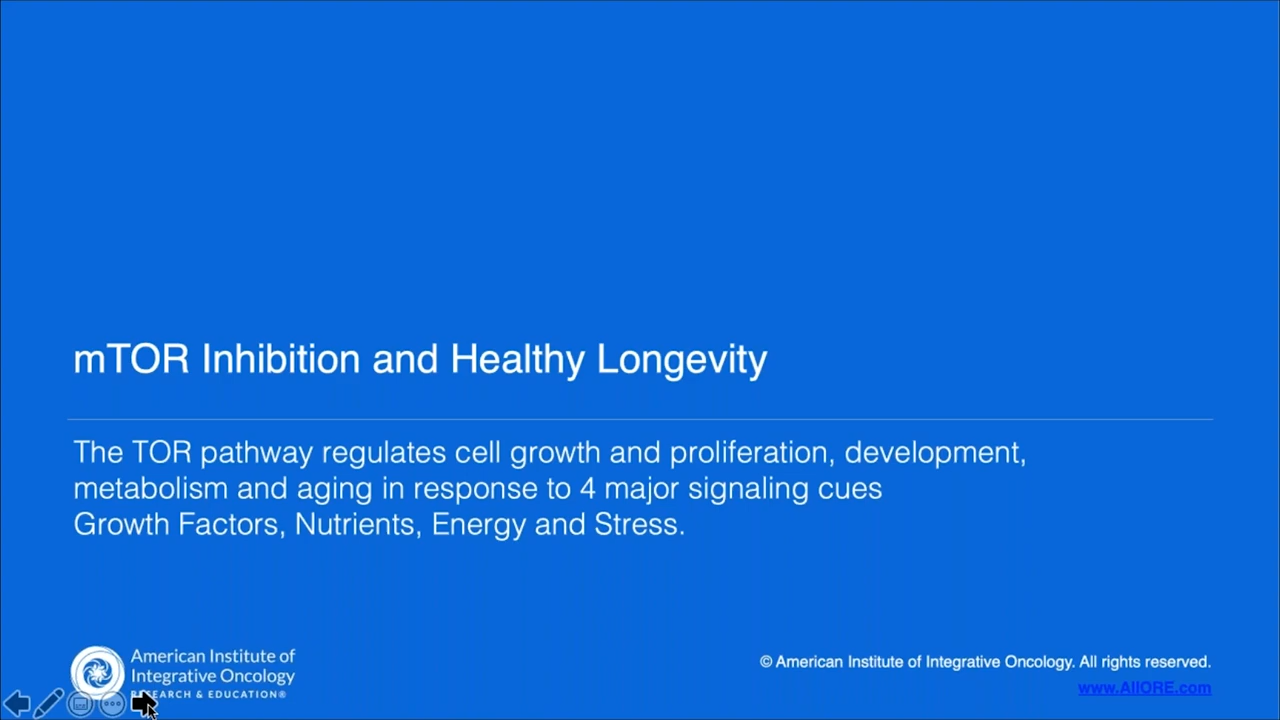 mTOR Inhibition and Healthy Longevity
The TOR pathway regulates cell growth and proliferation, development,
metabolism and aging in response to 4 major signaling cues
Growth Factors, Nutrients, Energy and Stress.
American Institute of
Integrative Oncology
RESEARCH & EDUCATION®
© American Institute of Integrative Oncology. All rights reserved.
www.AIIORE.com